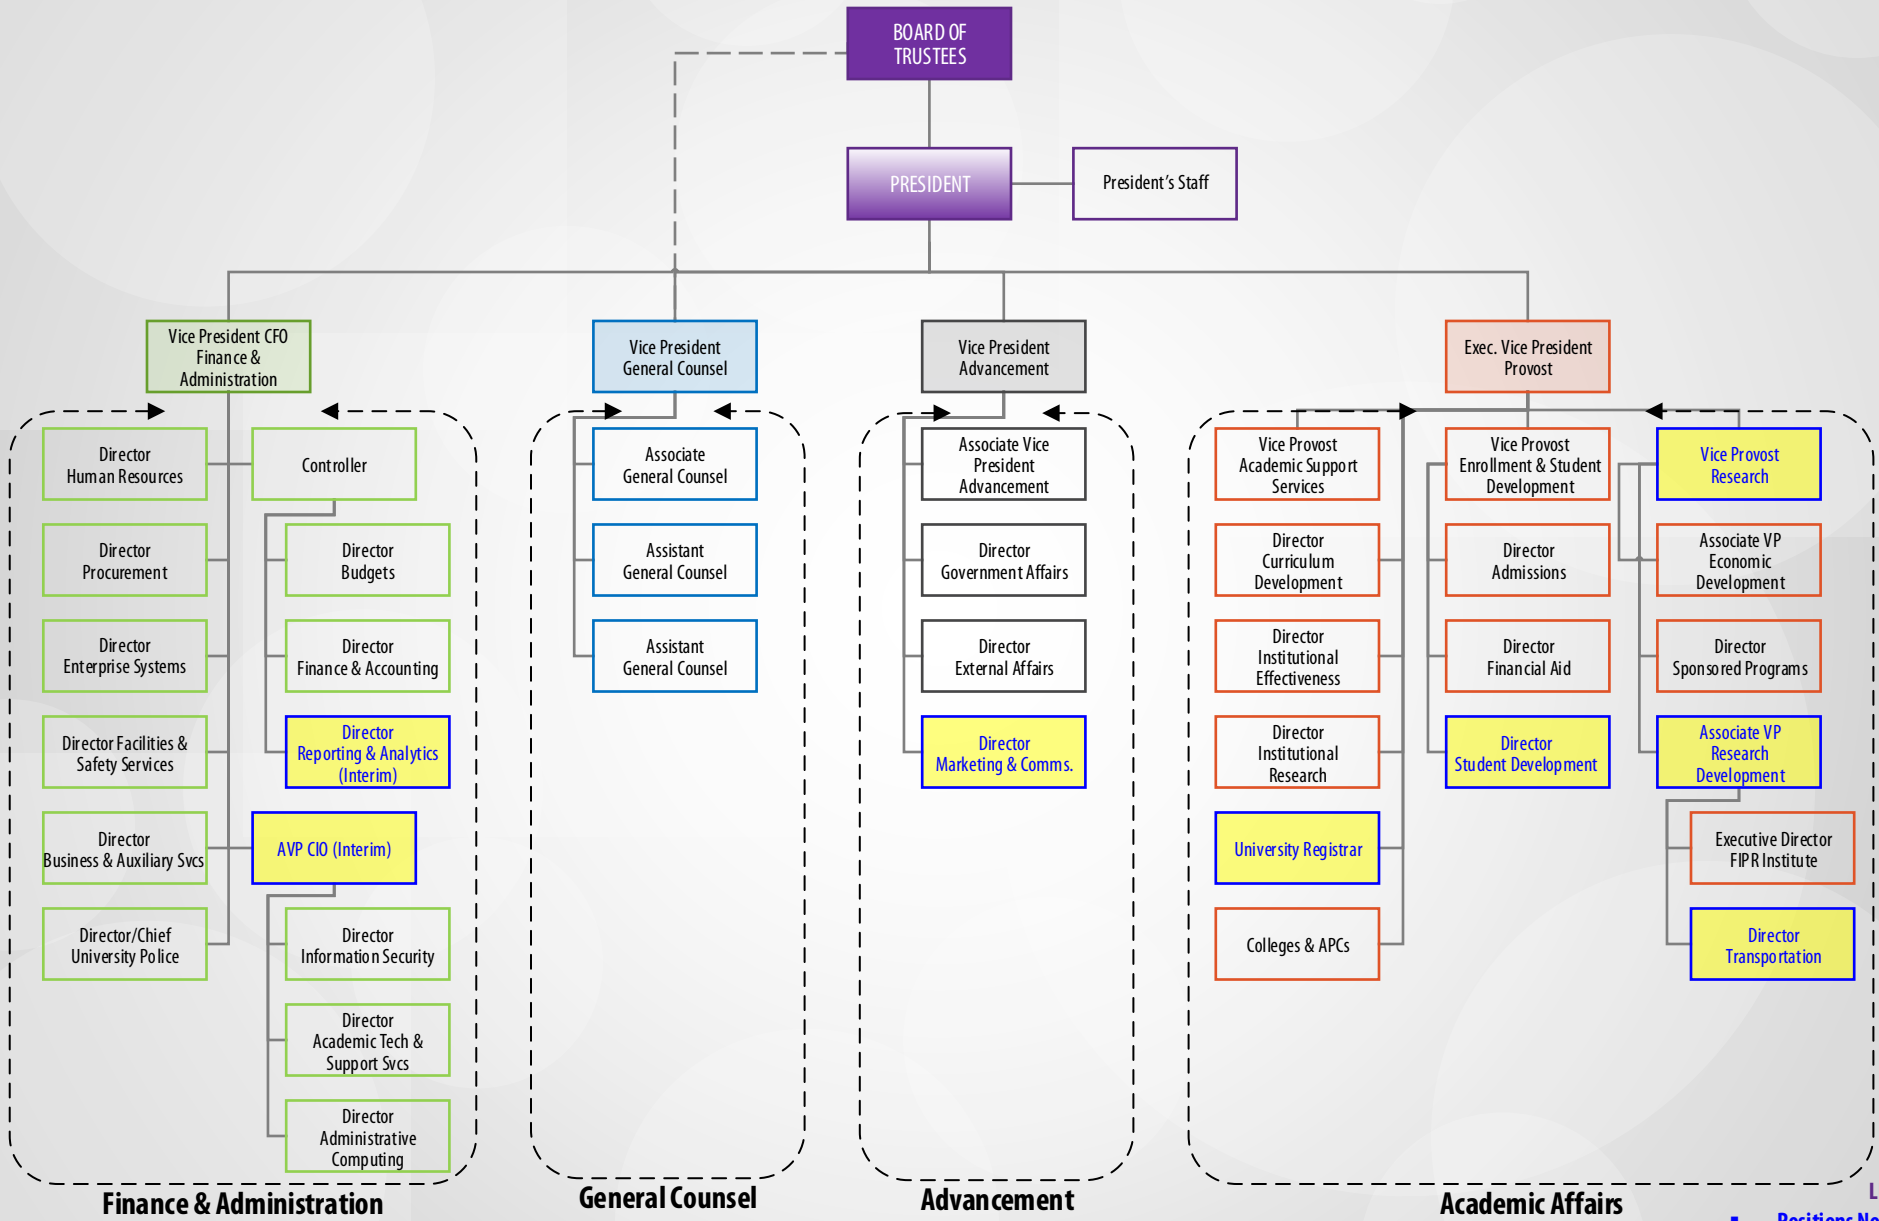 BOARD OF
TRUSTEES
PRESIDENT
President’s Staff
Vice President CFO
Finance &
Administration
Vice President
General Counsel
Vice President
Advancement
Exec. Vice President
Provost
Director
Human Resources
Controller
Director
Procurement
Director
Budgets
Director
Enterprise Systems
Director
Finance & Accounting
Director Facilities &
Safety Services
Director
Reporting & Analytics
(Interim)
Director
Business & Auxiliary Svcs
AVP CIO (Interim)
Director/Chief
University Police
Director
Information Security
Director
Academic Tech &
Support Svcs
Director
Administrative
Computing
Finance & Administration
Associate
General Counsel
Assistant
General Counsel
Assistant
General Counsel
General Counsel
Associate Vice
President
Advancement
Director
Government Affairs
Director
External Affairs
Director
Marketing & Comms.
Advancement
Vice Provost
Academic Support
Services
Director
Curriculum
Development
Director
Institutional
Effectiveness
Director
Institutional
Research
University Registrar
Colleges & APCs
Vice Provost
Enrollment & Student
Development
Director
Admissions
Director
Financial Aid
Director
Student Development
Vice Provost
Research
Associate VP
Economic
Development
Director
Sponsored Programs
Associate VP
Research
Development
Executive Director
FIPR Institute
Director
Transportation
Academic Affairs
Positions